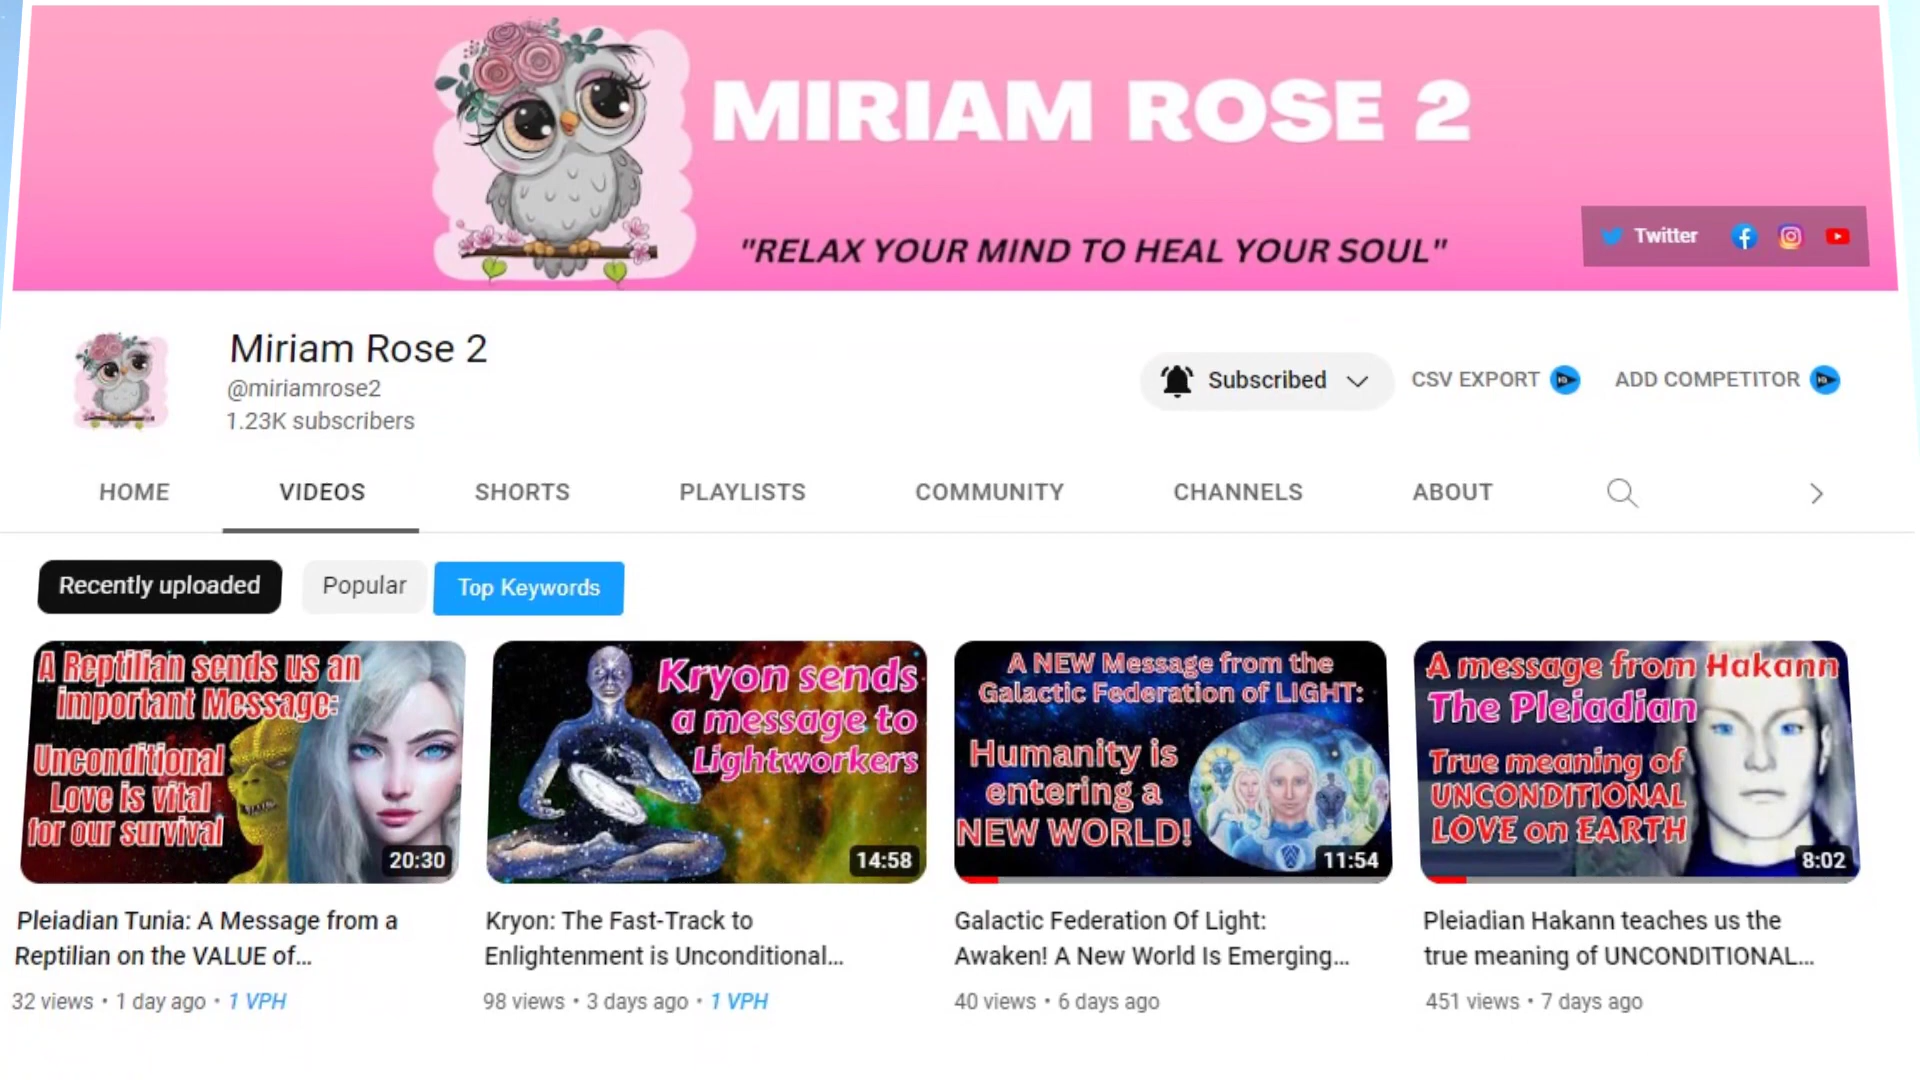 MIRIAM ROSE 2
"RELAX YOUR MIND TO HEAL YOUR SOUL"
Twitter
Miriam Rose 2
@miriamrose2
1.23K subscribers
Subscribed
CSV EXPORT
ADD COMPETITOR
HOME
VIDEOS
SHORTS
PLAYLISTS
COMMUNITY
CHANNELS
ABOUT
Recently uploaded
Popular
Top Keywords
A Reptilian sends us an
important Message:
Unconditional
Love is vital
for our survival
20:30
Kryon sends
a message to
Lightworkers
14:58
A NEW Message from the
Galactic Federation of LIGHT:
Humanity is
entering a
NEW WORLD!
11:54
A message from Hakann
The Pleiadian
True meaning of
UNCONDITIONAL
LOVE on EARTH
8:02
Pleiadian Tunia: A Message from a
Reptilian on the VALUE of...
32 views • 1 day ago • 1 VPH
Kryon: The Fast-Track to
Enlightenment is Unconditional...
98 views • 3 days ago • 1 VPH
Galactic Federation Of Light:
Awaken! A New World Is Emerging...
40 views • 6 days ago
Pleiadian Hakann teaches us the
true meaning of UNCONDITIONAL...
451 views • 7 days ago